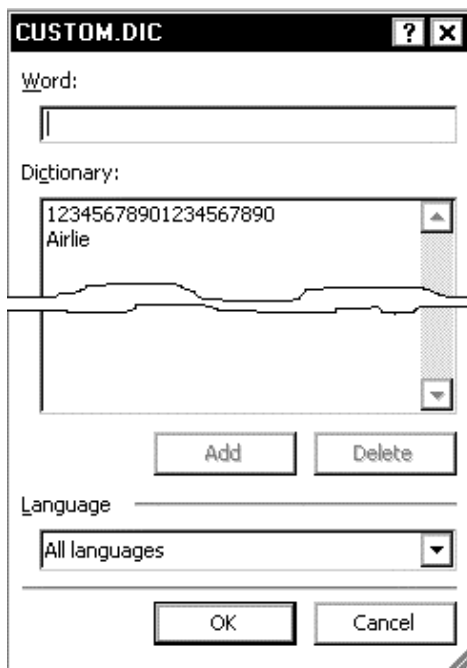 CUSTOM.DIC ? X
Word:
Dictionary:
12345678901234567890
Airlie
Add Delete
Language
All languages
OK Cancel